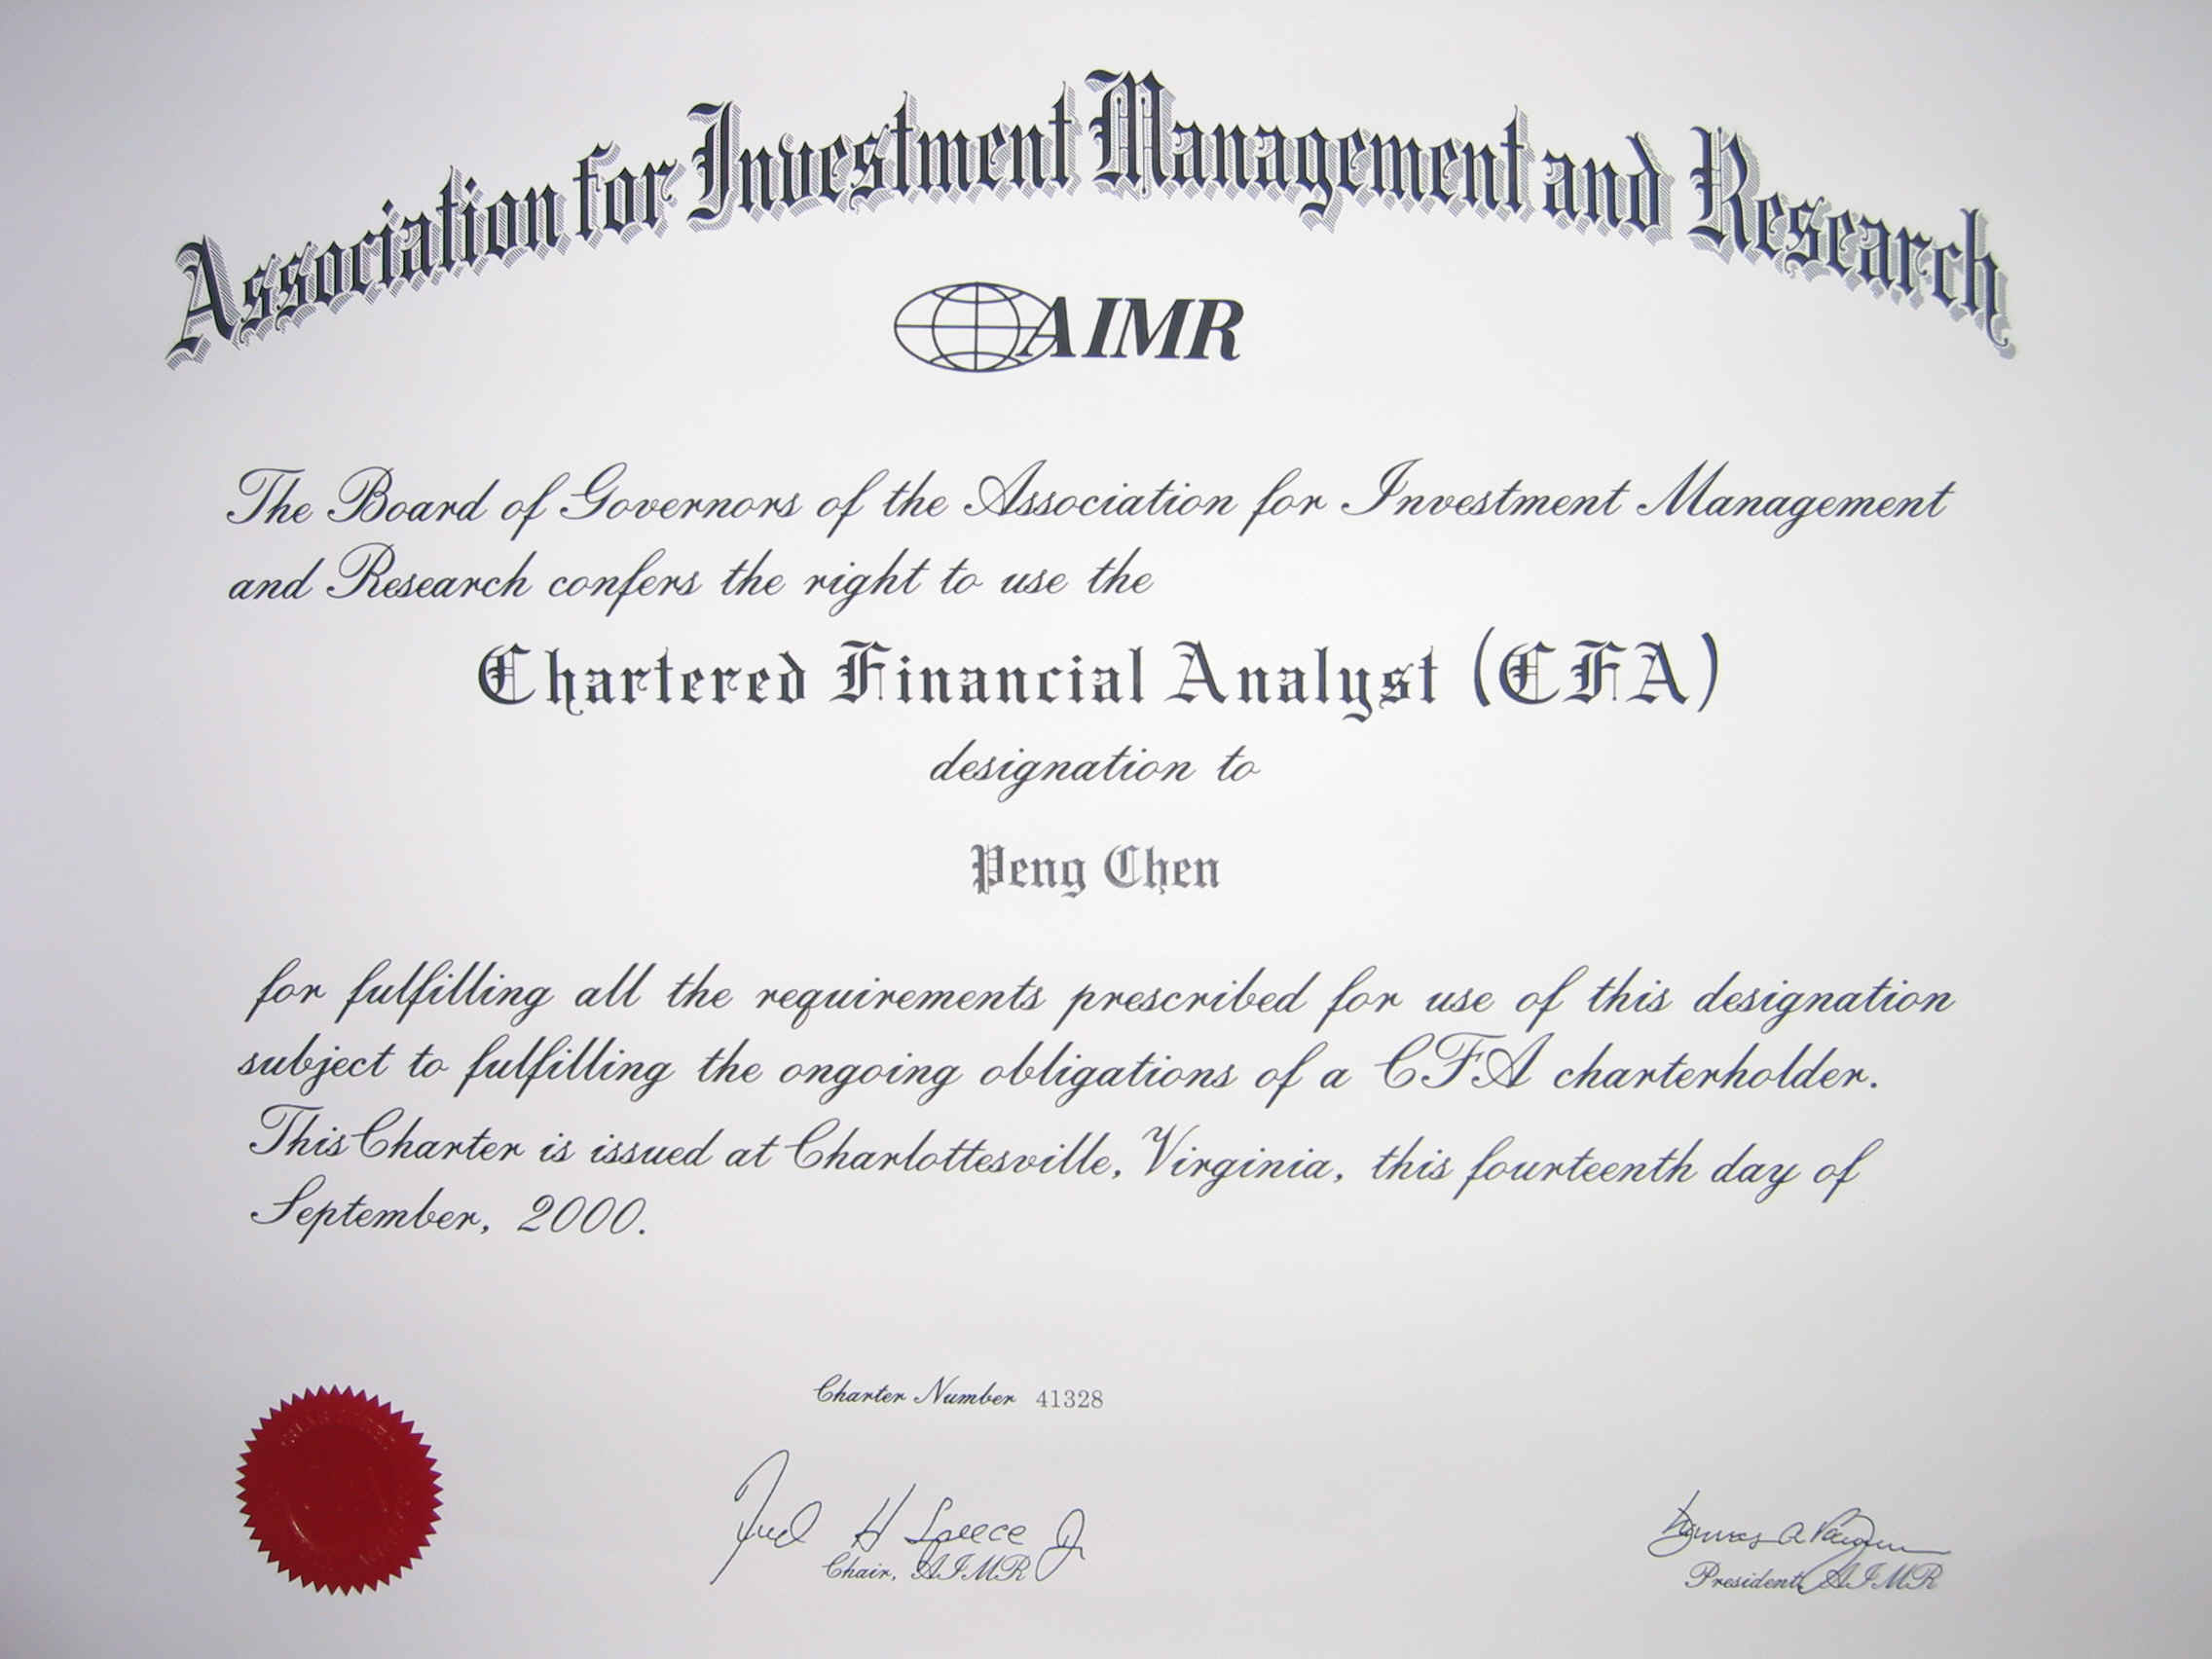 Association for Investment Management and Research
AIMR
The Board of Governors of the Association for Investment Management
and Research confers the right to use the
Chartered Financial Analyst (CFA)
designation to
Peng Chen
for fulfilling all the requirements prescribed for use of this designation
subject to fulfilling the ongoing obligations of a CFA charterholder.
This Charter is issued at Charlottesville, Virginia, this fourteenth day of
September, 2000.
Charter Number 41328
Fred H Speece Jr
Chair, AIMR
President, AIMR